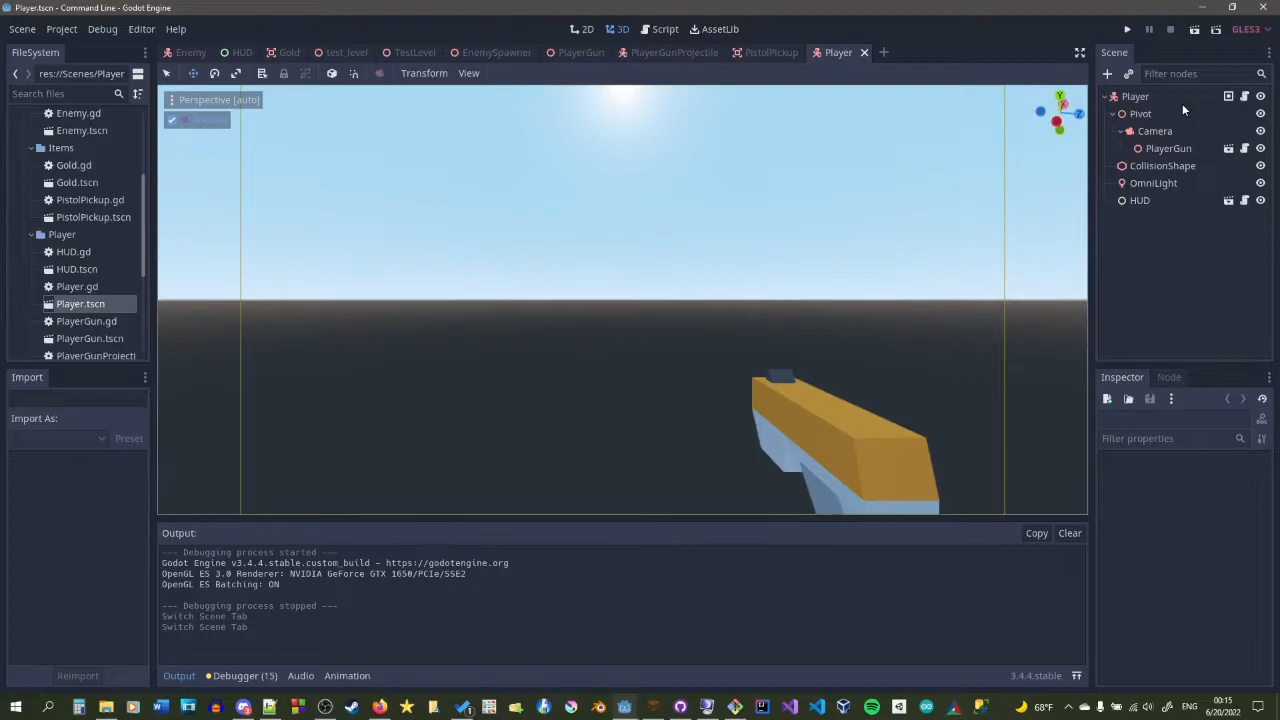 Player.tscn - Command Line - Godot Engine
Scene Project Debug Editor Help
2D 3D Script AssetLib
GLES3
FileSystem
Enemy HUD Gold test_level TestLevel EnemySpawner PlayerGun PlayerGunProjectile PistolPickup Player
Scene
res://Scenes/Player
Transform View
Filter nodes
Search files
Perspective [auto]
Enemy.gd
Enemy.tscn
Items
Gold.gd
Gold.tscn
PistolPickup.gd
PistolPickup.tscn
Player
HUD.gd
HUD.tscn
Player.gd
Player.tscn
PlayerGun.gd
PlayerGun.tscn
PlayerGunProjecti
Player
Pivot
Camera
PlayerGun
CollisionShape
OmniLight
HUD
Import
Import As:
Preset
Reimport
Inspector Node
Filter properties
Output:
Copy Clear
--- Debugging process started ---
Godot Engine v3.4.4.stable.custom_build - https://godotengine.org
OpenGL ES 3.0 Renderer: NVIDIA GeForce GTX 1650/PCIe/SSE2
OpenGL ES Batching: ON
--- Debugging process stopped ---
Switch Scene Tab
Switch Scene Tab
Output Debugger (15) Audio Animation
3.4.4.stable
68°F
00:15
6/20/2022